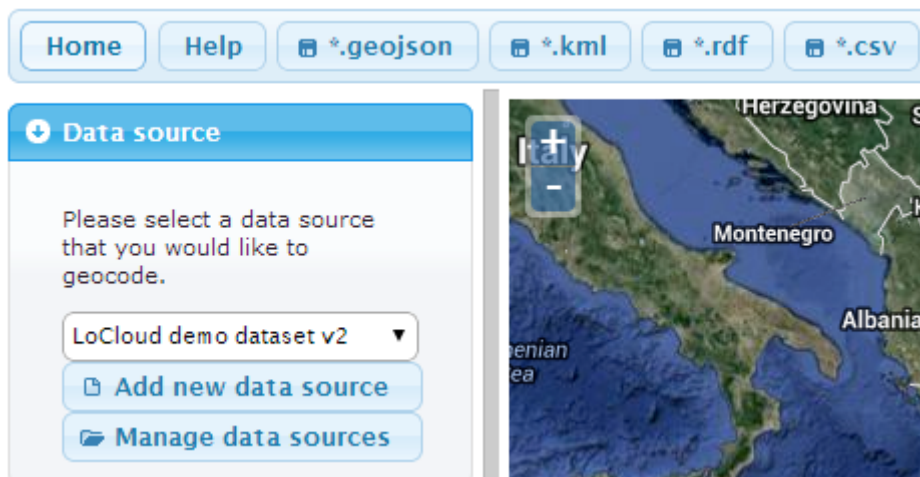 Home Help *.geojson *.kml *.rdf *.csv
Data source
Please select a data source
that you would like to
geocode.
LoCloud demo dataset v2
Add new data source
Manage data sources
Herzegovina
Italy
+
-
Montenegro
Albania